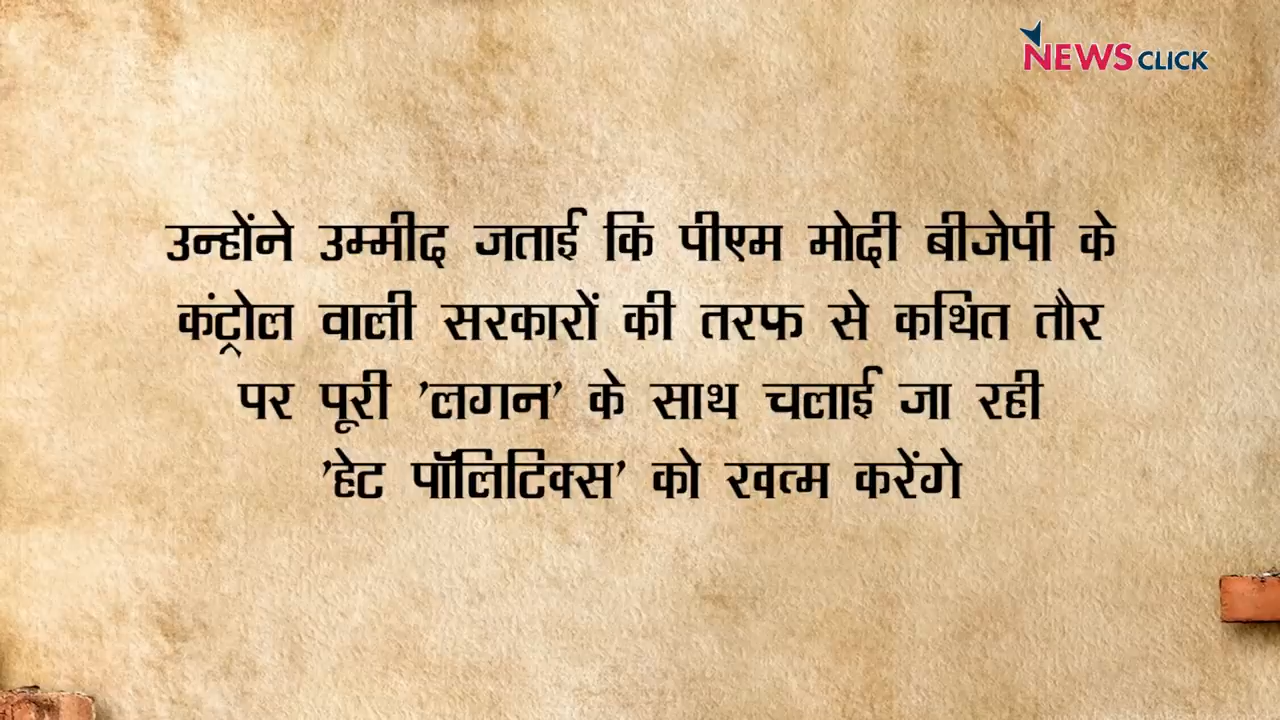 NEWSCLICK
उन्होंने उम्मीद जताई कि पीएम मोदी बीजेपी के
कंट्रोल वाली सरकारों की तरफ से कथित तौर
पर पूरी 'लगन' के साथ चलाई जा रही
'हेट पॉलिटिक्स' को खत्म करेंगे